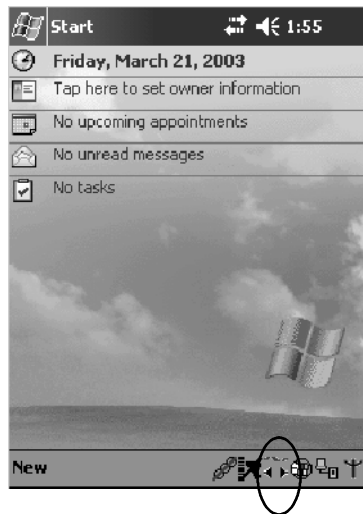 Start 1:55
Friday, March 21, 2003
Tap here to set owner information
No upcoming appointments
No unread messages
No tasks
New